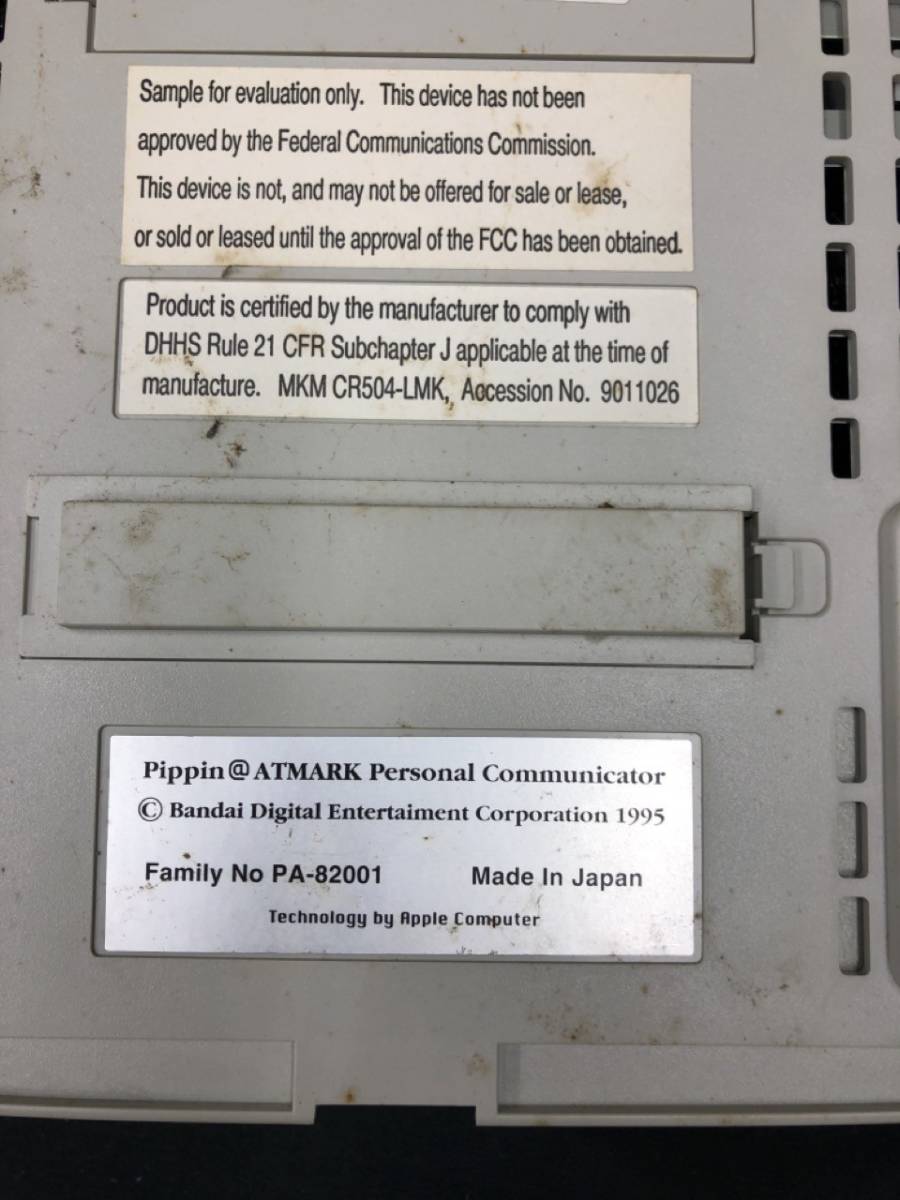 Sample for evaluation only. This device has not been
approved by the Federal Communications Commission.
This device is not, and may not be offered for sale or lease,
or sold or leased until the approval of the FCC has been obtained.
Product is certified by the manufacturer to comply with
DHHS Rule 21 CFR Subchapter J applicable at the time of
manufacture. MKM CR504-LMK, Accession No. 9011026
Pippin@ATMARK Personal Communicator
© Bandai Digital Entertaiment Corporation 1995
Family No PA-82001 Made In Japan
Technology by Apple Computer